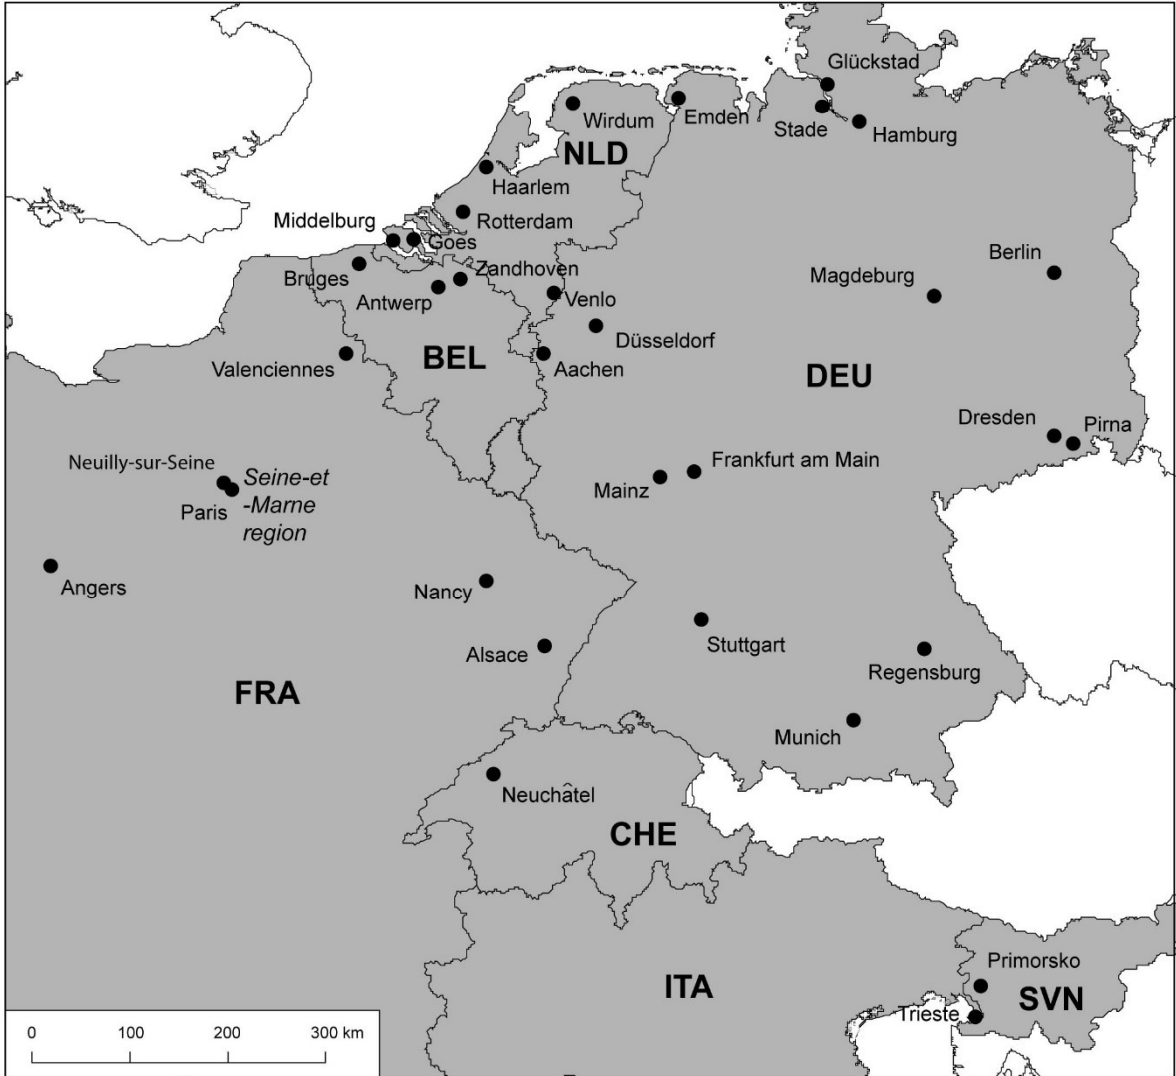 Glückstad
Wirdum
Emden
Stade
Hamburg
NLD
Haarlem
Middelburg
Rotterdam
Goes
Bruges
Zandhoven
Antwerp
Venlo
Magdeburg
Berlin
Düsseldorf
Valenciennes
BEL
Aachen
DEU
Dresden
Pirna
Neuilly-sur-Seine
Seine-et
-Marne
region
Paris
Mainz
Frankfurt am Main
Angers
Nancy
Alsace
Stuttgart
Regensburg
FRA
Munich
Neuchâtel
CHE
ITA
Primorsko
SVN
Trieste
0 100 200 300 km